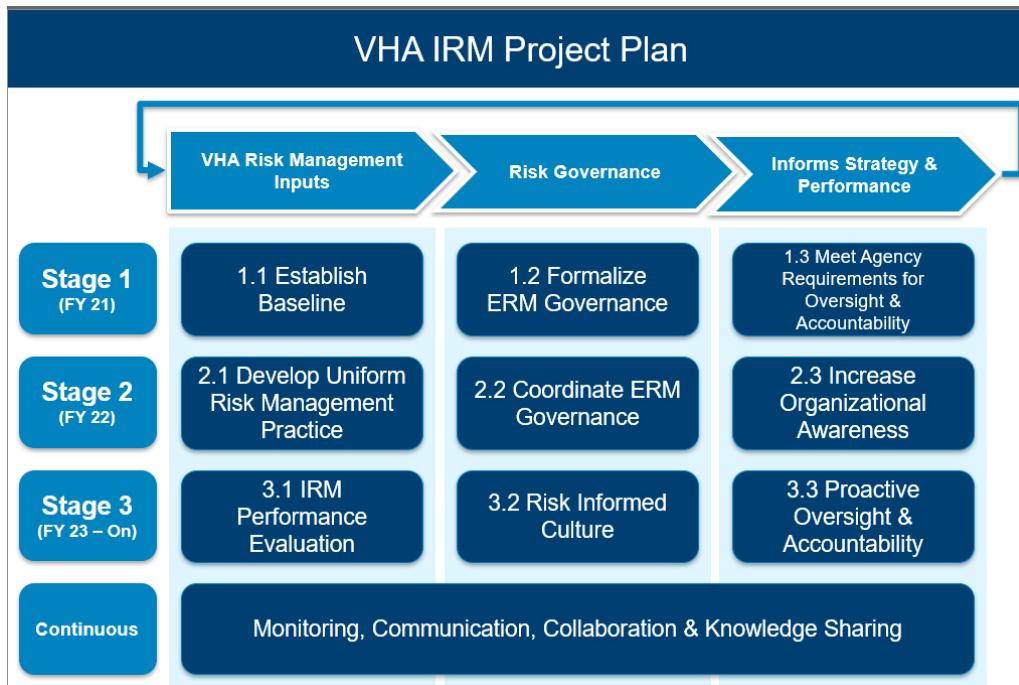 VHA IRM Project Plan
VHA Risk Management
Inputs
Risk Governance
Informs Strategy &
Performance
Stage 1
(FY 21)
1.1 Establish
Baseline
1.2 Formalize
ERM Governance
1.3 Meet Agency
Requirements for
Oversight &
Accountability
Stage 2
(FY 22)
2.1 Develop Uniform
Risk Management
Practice
2.2 Coordinate ERM
Governance
2.3 Increase
Organizational
Awareness
Stage 3
(FY 23 – On)
3.1 IRM
Performance
Evaluation
3.2 Risk Informed
Culture
3.3 Proactive
Oversight &
Accountability
Continuous
Monitoring, Communication, Collaboration & Knowledge Sharing